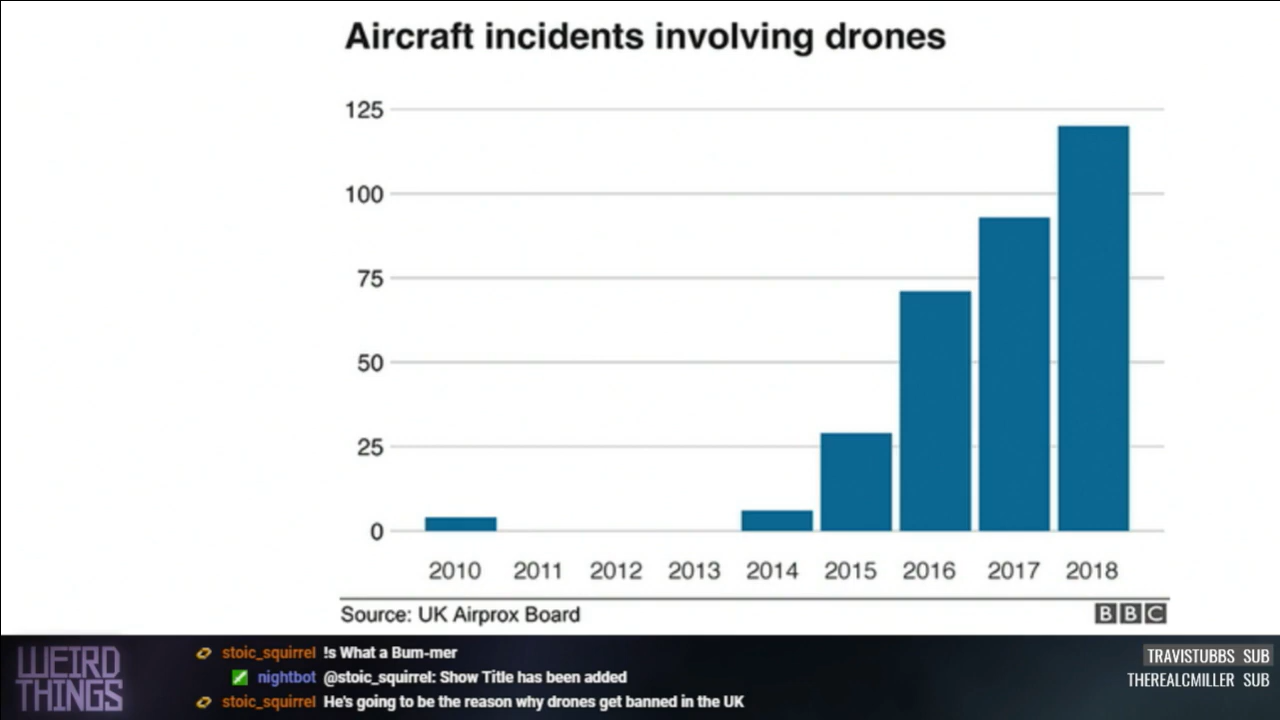 Aircraft incidents involving drones
125
100
75
50
25
0
2010 2011 2012 2013 2014 2015 2016 2017 2018
Source: UK Airprox Board
BBC
WEIRD
THINGS
stoic_squirrel !s What a Bum-mer
nightbot @stoic_squirrel: Show Title has been added
stoic_squirrel He's going to be the reason why drones get banned in the UK
TRAVISTUBBS SUB
THEREALCMILLER SUB